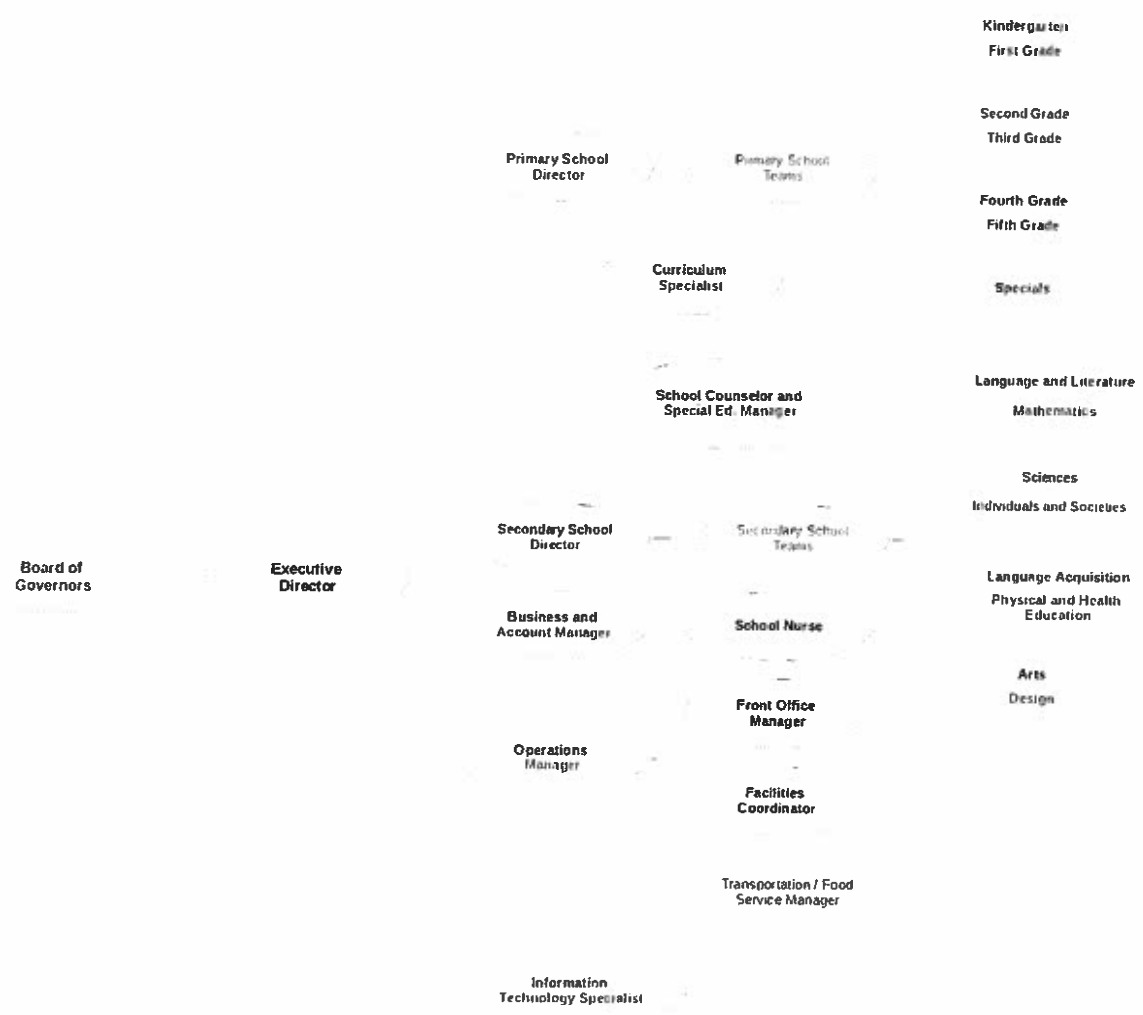 Kindergarten
First Grade
Second Grade
Third Grade
Primary School
Director
Primary School
Teams
Fourth Grade
Fifth Grade
Curriculum
Specialist
Specials
Language and Literature
School Counselor and
Special Ed. Manager
Mathematics
Sciences
Individuals and Societies
Secondary School
Director
Secondary School
Teams
Board of
Governors
Executive
Director
Language Acquisition
Physical and Health
Education
Business and
Account Manager
School Nurse
Arts
Design
Front Office
Manager
Operations
Manager
Facilities
Coordinator
Transportation / Food
Service Manager
Information
Technology Specialist